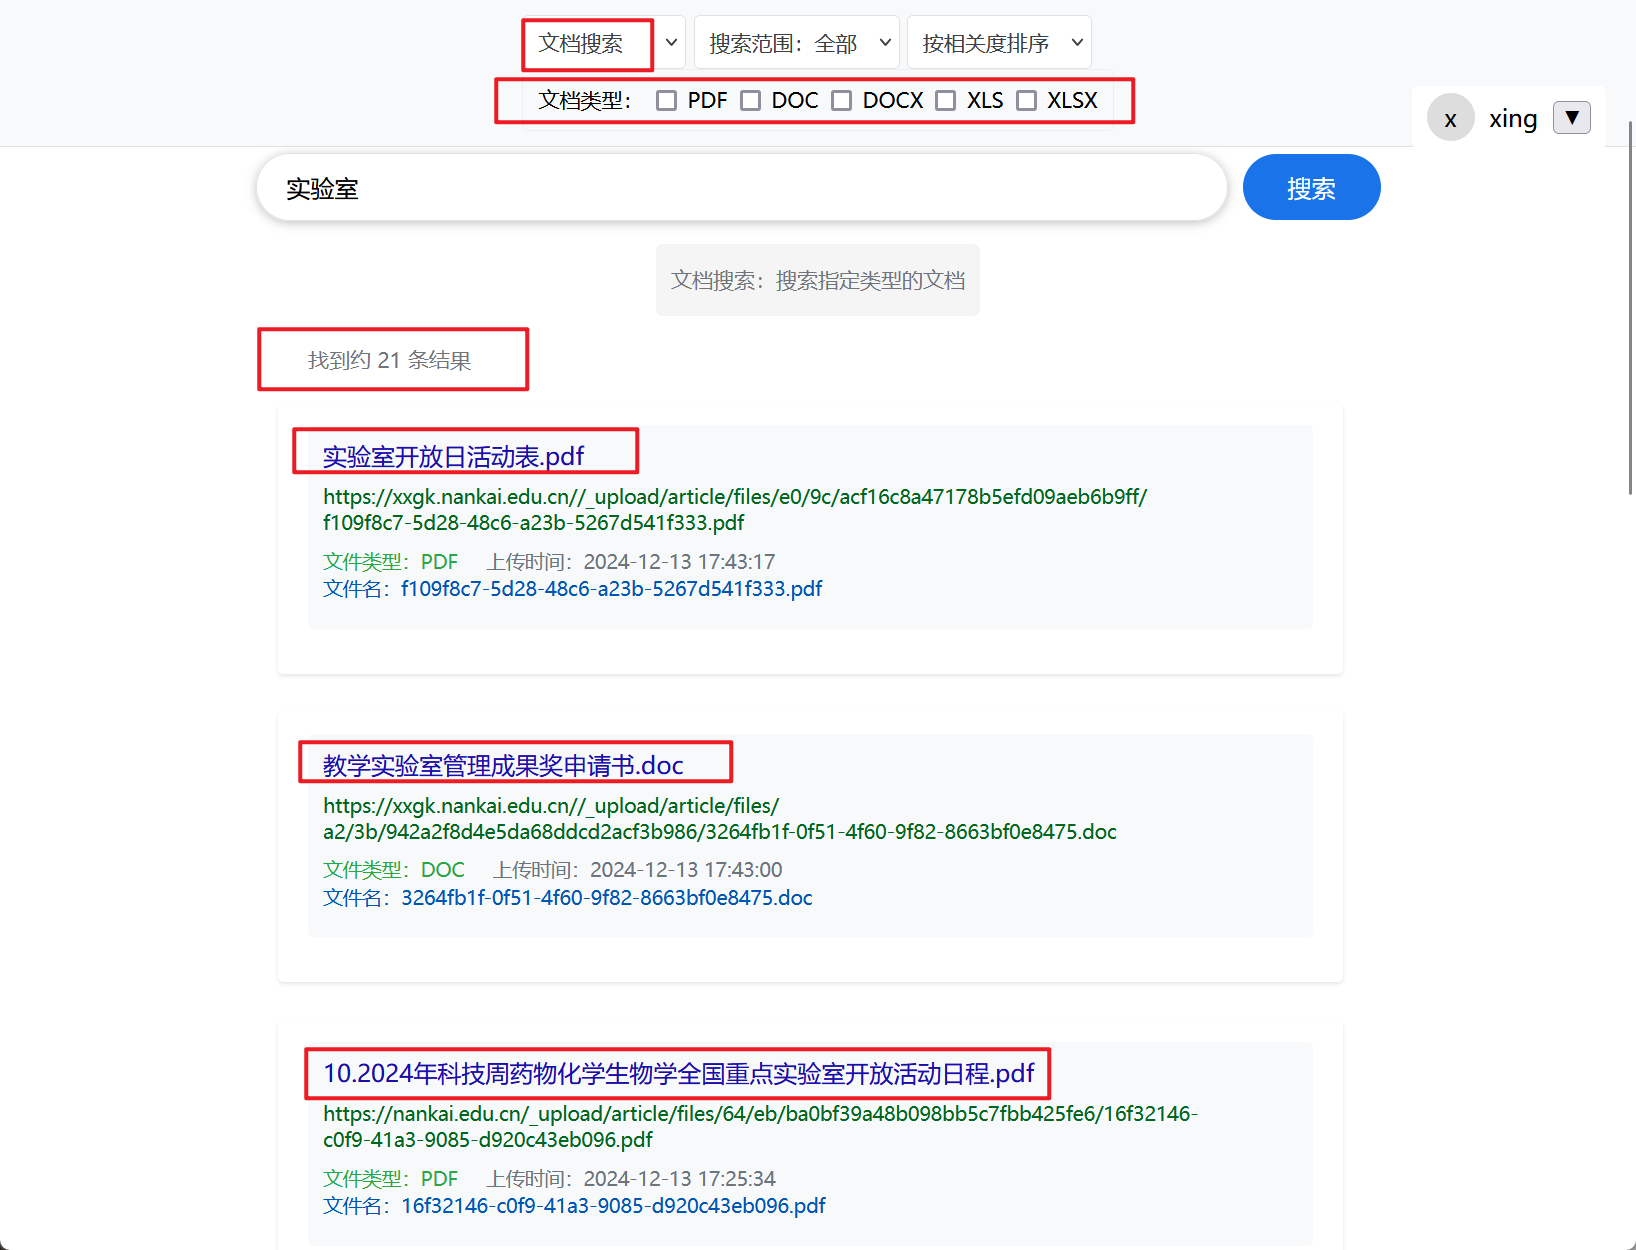 文档搜索
搜索范围：全部
按相关度排序
文档类型： PDF DOC DOCX XLS XLSX
x xing ▼
实验室
搜索
文档搜索：搜索指定类型的文档
找到约 21 条结果
实验室开放日活动表.pdf
https://xxgk.nankai.edu.cn//_upload/article/files/e0/9c/acf16c8a47178b5efd09aeb6b9ff/
f109f8c7-5d28-48c6-a23b-5267d541f333.pdf
文件类型：PDF 上传时间：2024-12-13 17:43:17
文件名：f109f8c7-5d28-48c6-a23b-5267d541f333.pdf
教学实验室管理成果奖申请书.doc
https://xxgk.nankai.edu.cn//_upload/article/files/
a2/3b/942a2f8d4e5da68ddcd2acf3b986/3264fb1f-0f51-4f60-9f82-8663bf0e8475.doc
文件类型：DOC 上传时间：2024-12-13 17:43:00
文件名：3264fb1f-0f51-4f60-9f82-8663bf0e8475.doc
10.2024年科技周药物化学生物学全国重点实验室开放活动日程.pdf
https://nankai.edu.cn/_upload/article/files/64/eb/ba0bf39a48b098bb5c7fbb425fe6/16f32146-
c0f9-41a3-9085-d920c43eb096.pdf
文件类型：PDF 上传时间：2024-12-13 17:25:34
文件名：16f32146-c0f9-41a3-9085-d920c43eb096.pdf